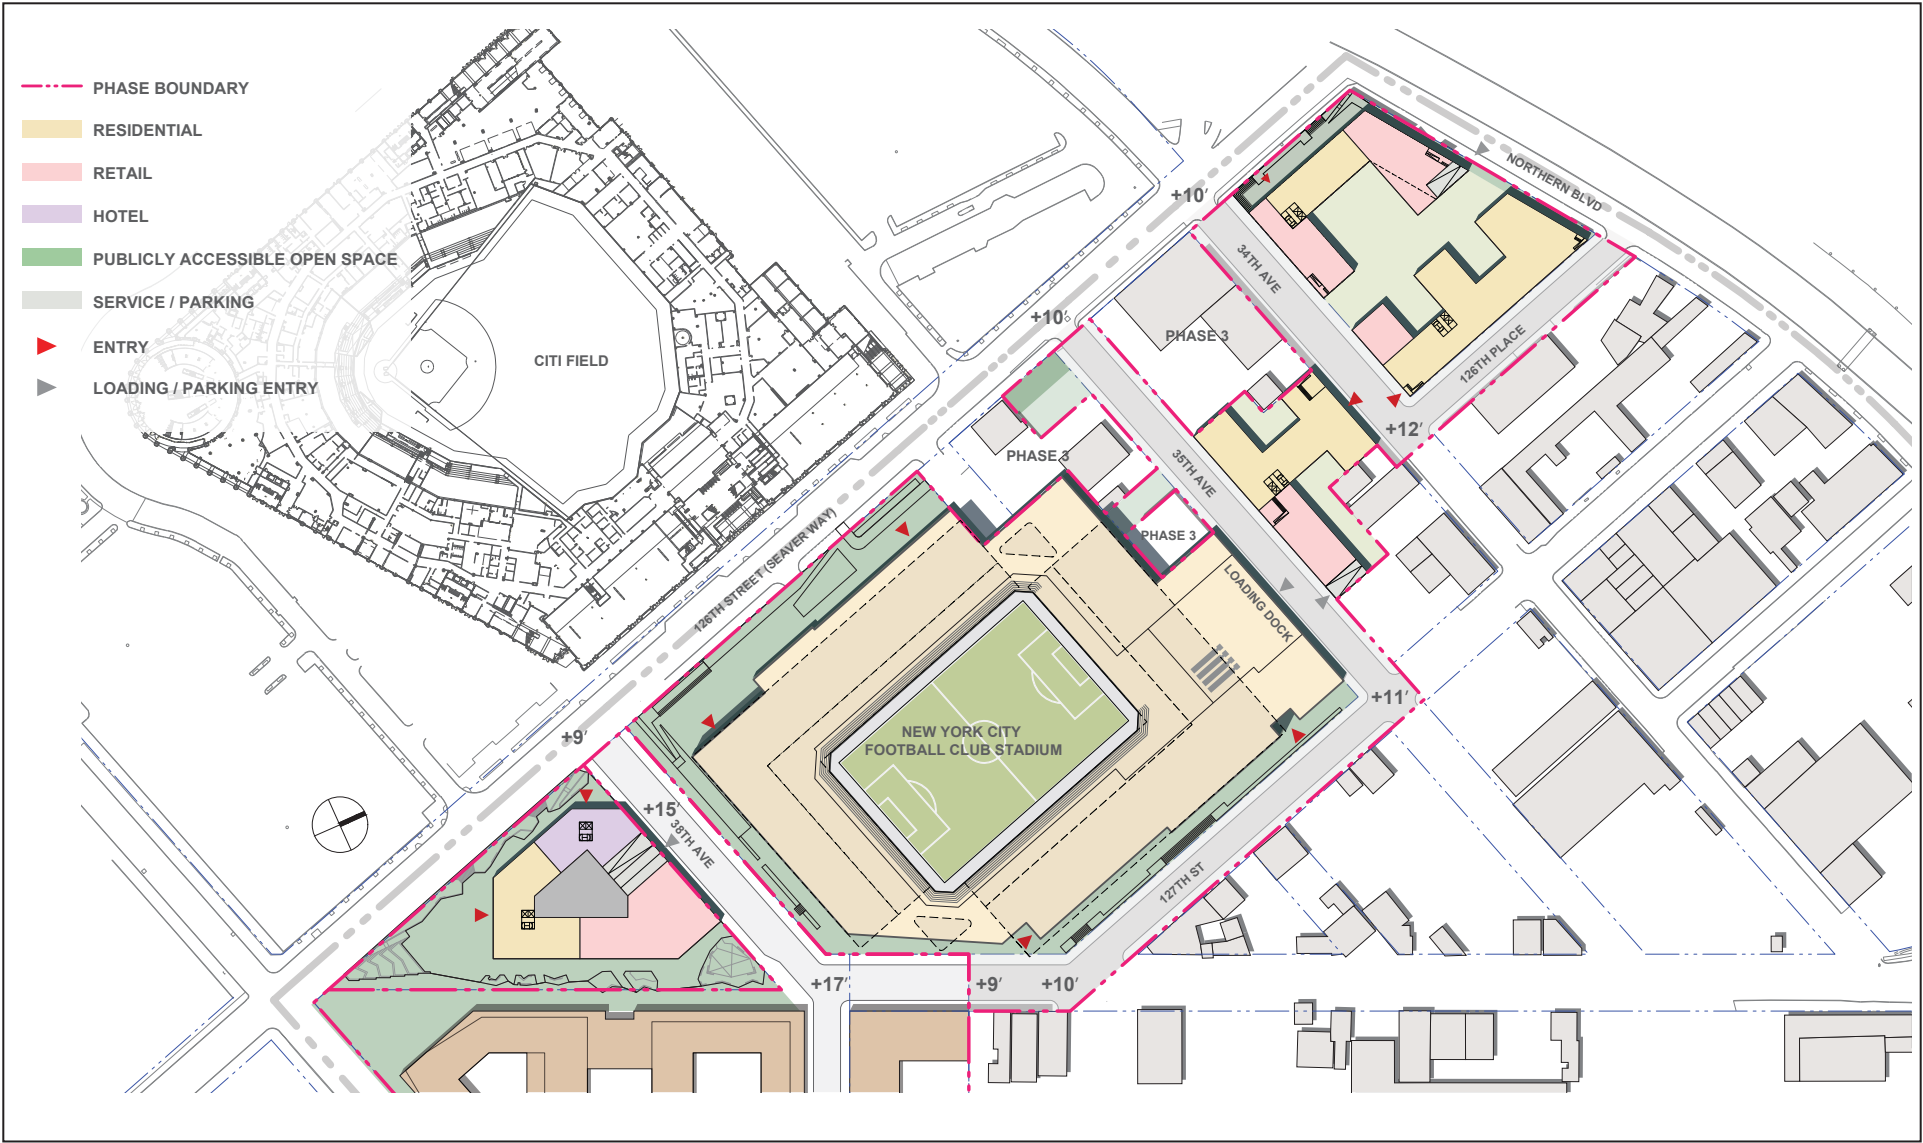 PHASE BOUNDARY
RESIDENTIAL
RETAIL
HOTEL
PUBLICLY ACCESSIBLE OPEN SPACE
SERVICE / PARKING
ENTRY
LOADING / PARKING ENTRY
CITI FIELD
NORTHERN BLVD
+10'
34TH AVE
+10'
PHASE 3
126TH PLACE
+12'
PHASE 3
35TH AVE
PHASE 3
126TH STREET (SEAVER WAY)
LOADING DOCK
+11'
+9'
NEW YORK CITY
FOOTBALL CLUB STADIUM
+15'
38TH AVE
127TH ST
+17'
+9'
+10'